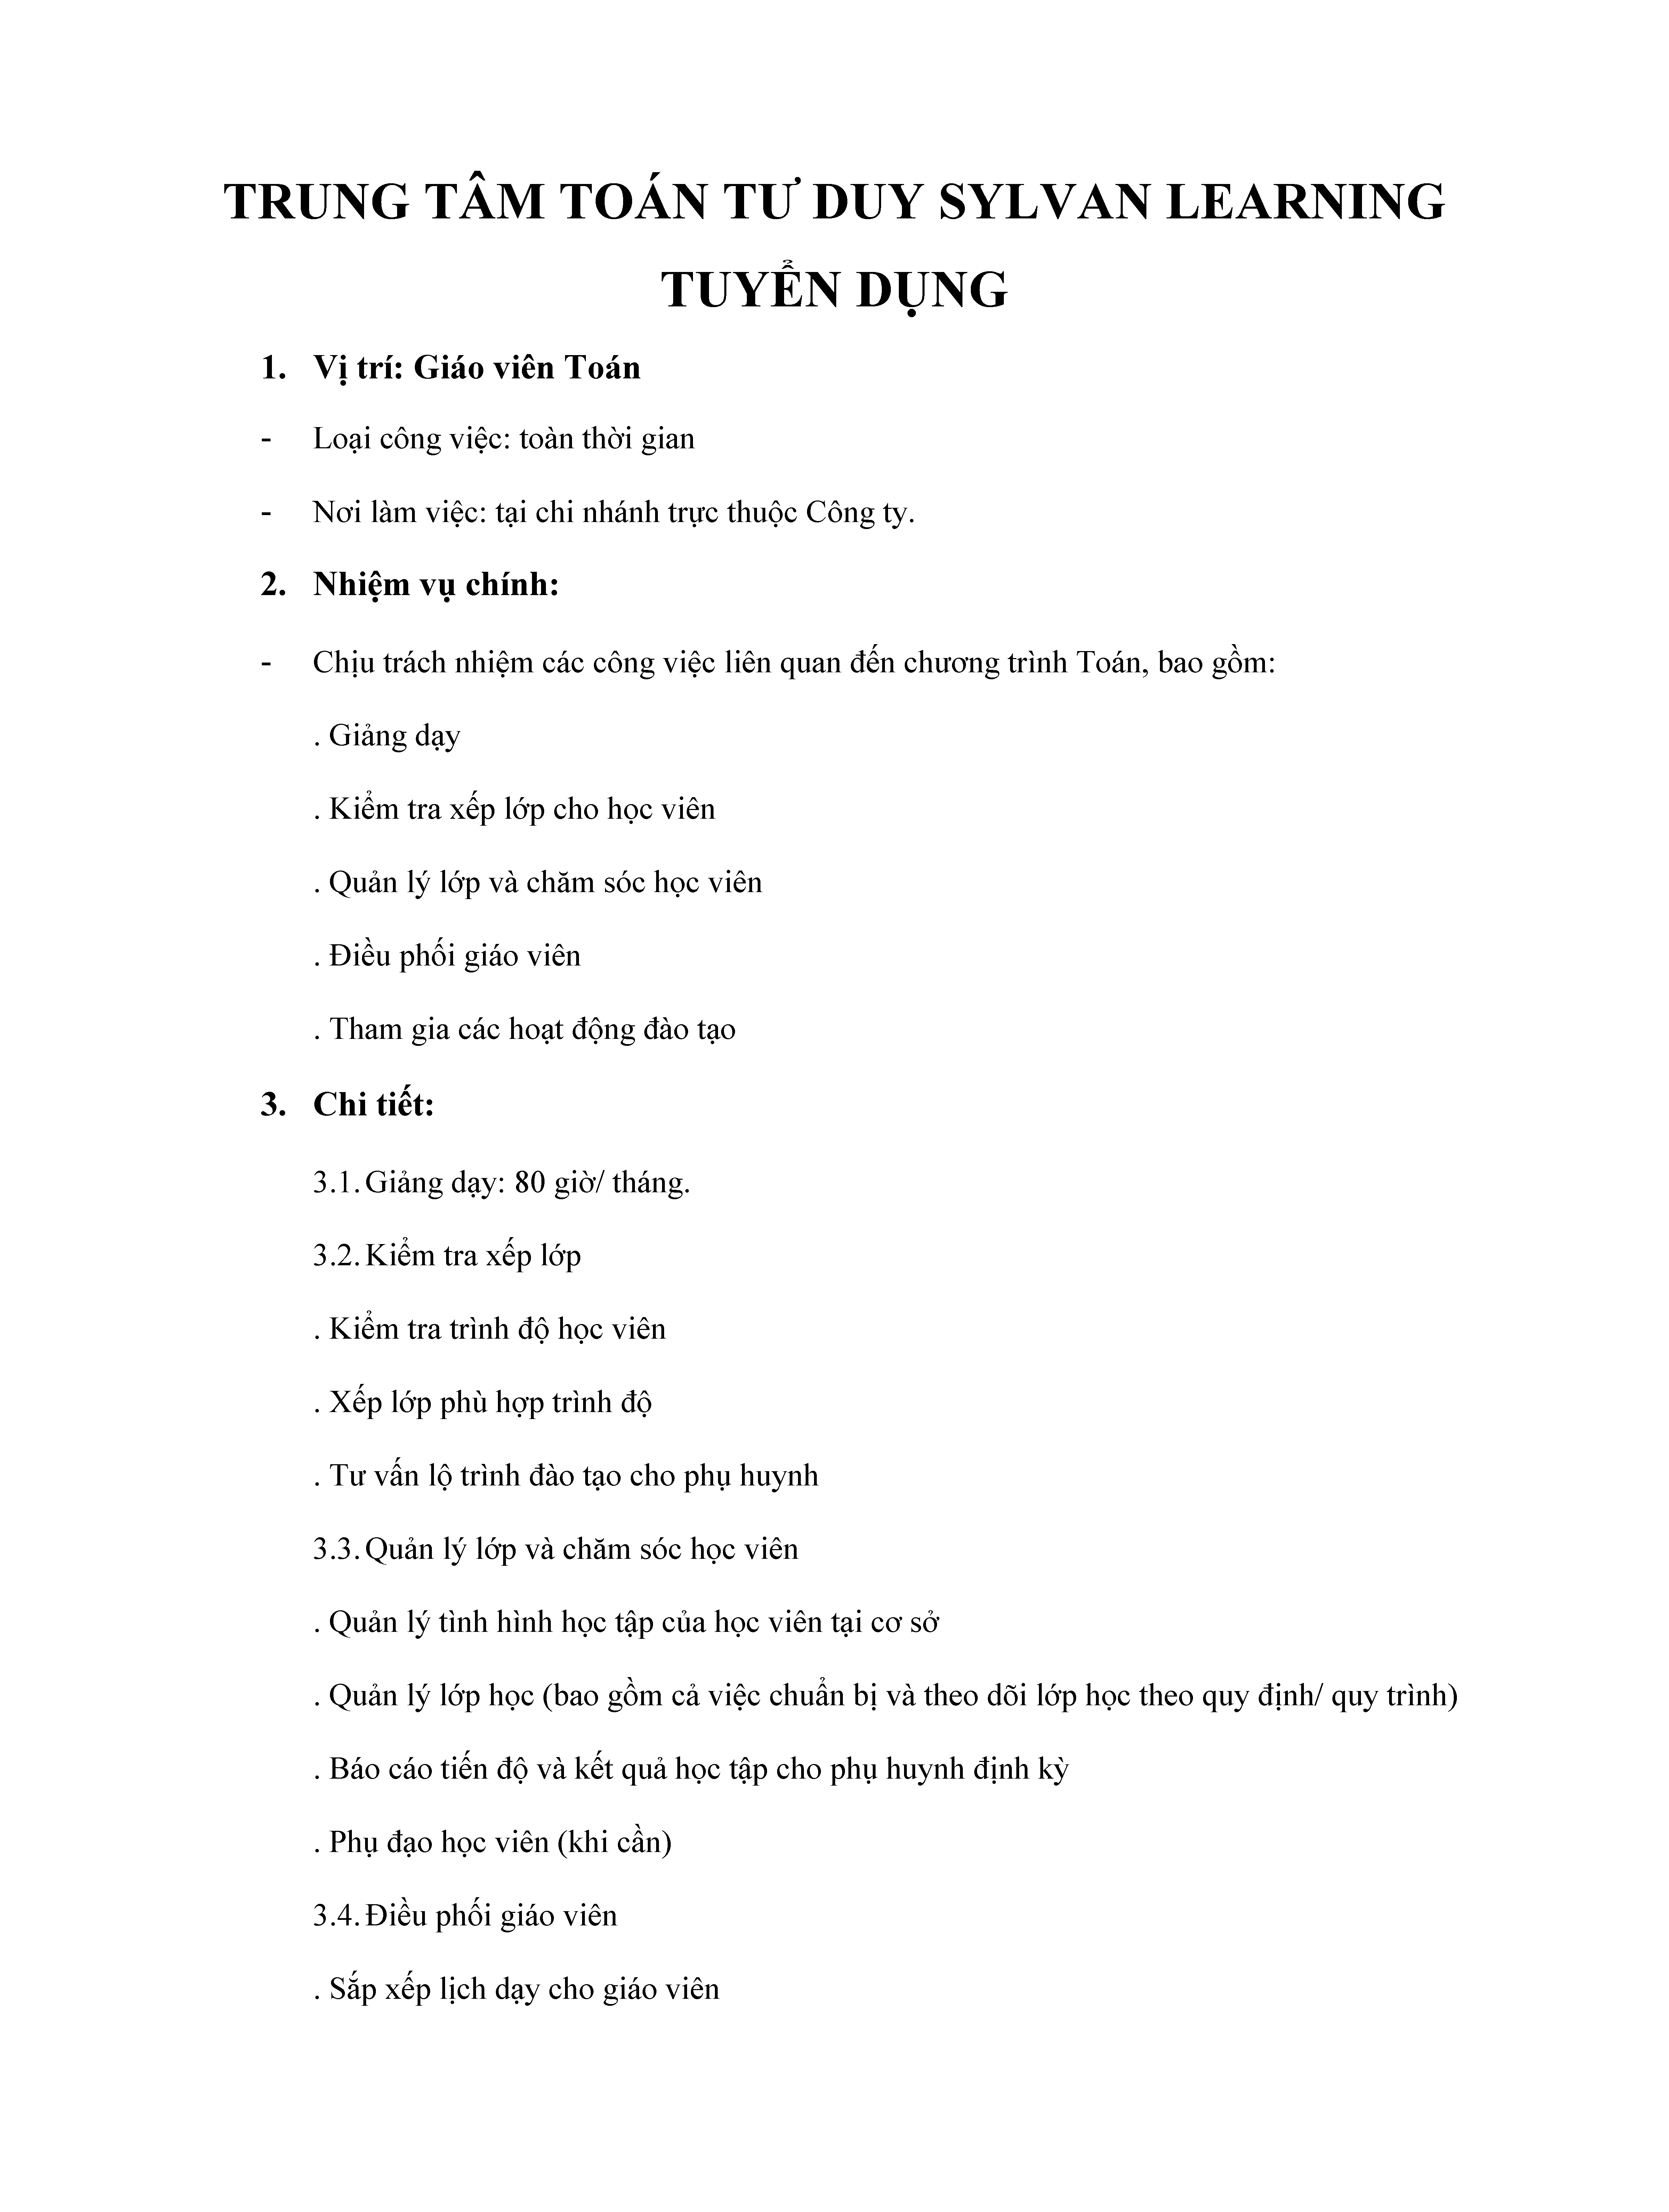 TRUNG TÂM TOÁN TƯ DUY SYLVAN LEARNING
TUYỂN DỤNG
1. Vị trí: Giáo viên Toán
- Loại công việc: toàn thời gian
- Nơi làm việc: tại chi nhánh trực thuộc Công ty.
2. Nhiệm vụ chính:
- Chịu trách nhiệm các công việc liên quan đến chương trình Toán, bao gồm:
. Giảng dạy
. Kiểm tra xếp lớp cho học viên
. Quản lý lớp và chăm sóc học viên
. Điều phối giáo viên
. Tham gia các hoạt động đào tạo
3. Chi tiết:
3.1. Giảng dạy: 80 giờ/ tháng.
3.2. Kiểm tra xếp lớp
. Kiểm tra trình độ học viên
. Xếp lớp phù hợp trình độ
. Tư vấn lộ trình đào tạo cho phụ huynh
3.3. Quản lý lớp và chăm sóc học viên
. Quản lý tình hình học tập của học viên tại cơ sở
. Quản lý lớp học (bao gồm cả việc chuẩn bị và theo dõi lớp học theo quy định/ quy trình)
. Báo cáo tiến độ và kết quả học tập cho phụ huynh định kỳ
. Phụ đạo học viên (khi cần)
3.4. Điều phối giáo viên
. Sắp xếp lịch dạy cho giáo viên